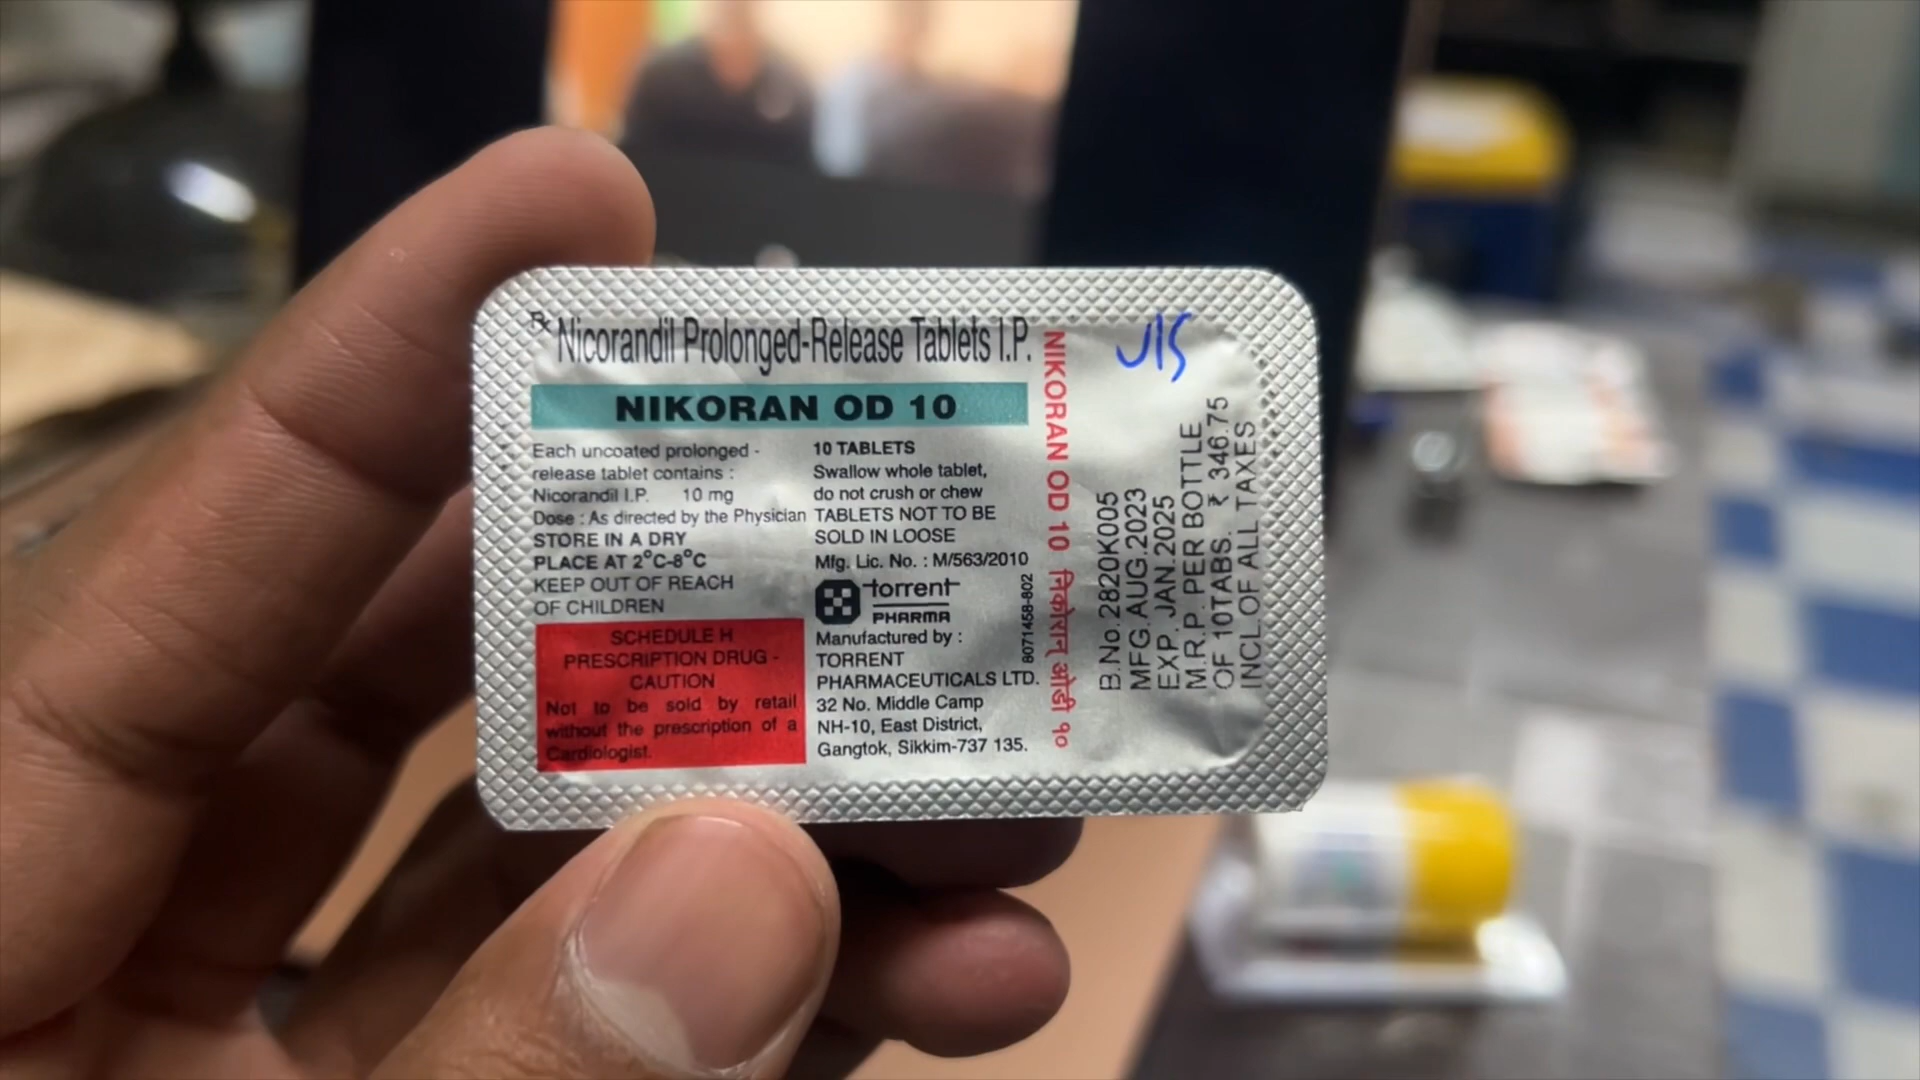 Rx Nicorandil Prolonged-Release Tablets I.P.
NIKORAN OD 10
Each uncoated prolonged -
release tablet contains :
Nicorandil I.P. 10 mg
Dose : As directed by the Physician
STORE IN A DRY
PLACE AT 2°C-8°C
KEEP OUT OF REACH
OF CHILDREN
SCHEDULE H
PRESCRIPTION DRUG -
CAUTION
Not to be sold by retail
without the prescription of a
Cardiologist.
10 TABLETS
Swallow whole tablet,
do not crush or chew
TABLETS NOT TO BE
SOLD IN LOOSE
Mfg. Lic. No. : M/563/2010
torrent
PHARMA
Manufactured by :
TORRENT
PHARMACEUTICALS LTD.
32 No. Middle Camp
NH-10, East District,
Gangtok, Sikkim-737 135.
8071458-802
NIKORAN OD 10 निकोरान ओडी १०
B.No.2820K005
MFG.AUG.2023
EXP.JAN.2025
M.R.P. PER BOTTLE
OF 10TABS. ₹ 346.75
INCL.OF ALL TAXES